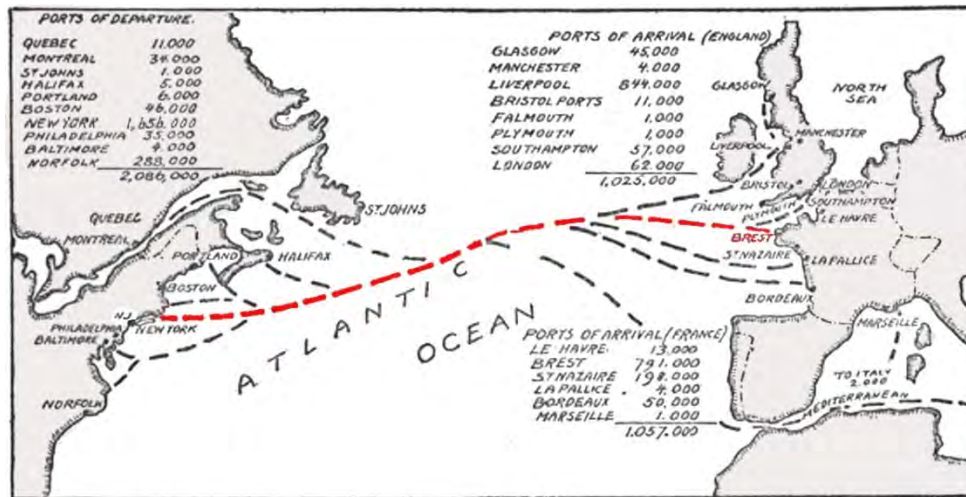 PORTS OF DEPARTURE.
QUEBEC 11.000
MONTREAL 34.000
ST JOHNS 1.000
HALIFAX 5.000
PORTLAND 6.000
BOSTON 46.000
NEW YORK 1,656.000
PHILADELPHIA 35.000
BALTIMORE 4.000
NORFOLK 288.000
2,086,000
PORTS OF ARRIVAL (ENGLAND)
GLASGOW 45,000
MANCHESTER 4.000
LIVERPOOL 844.000
BRISTOL PORTS 11,000
FALMOUTH 1,000
PLYMOUTH 1,000
SOUTHAMPTON 57,000
LONDON 62.000
1,025,000
GLASGOW
NORTH
SEA
MANCHESTER
LIVERPOOL
BRISTOL
LONDON
FALMOUTH
PLYMOUTH
SOUTHAMPTON
LE HAVRE
BREST
ST NAZAIRE
LA PALLICE
BORDEAUX
MARSEILLE
TO ITALY
2.000
MEDITERRANEAN
ST. JOHNS
QUEBEC
MONTREAL
PORTLAND
HALIFAX
BOSTON
N.J.
NEW YORK
PHILADELPHIA
BALTIMORE
NORFOLK
ATLANTIC
OCEAN
PORTS OF ARRIVAL (FRANCE)
LE HAVRE. 13.000
BREST 791.000
ST NAZAIRE 198.000
LA PALLICE . 4.000
BORDEAUX 50,000
MARSEILLE 1.000
1.057.000